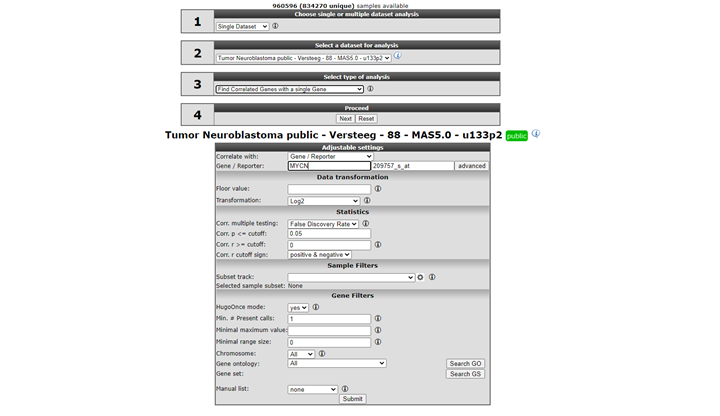 960596 (834270 unique) samples available
1
Choose single or multiple dataset analysis
Single Dataset
2
Select a dataset for analysis
Tumor Neuroblastoma public - Versteeg - 88 - MAS5.0 - u133p2
3
Select type of analysis
Find Correlated Genes with a single Gene
4
Proceed
Next Reset
Tumor Neuroblastoma public - Versteeg - 88 - MAS5.0 - u133p2 public
Adjustable settings
Correlate with: Gene / Reporter
Gene / Reporter: MYCN 209757_s_at advanced
Data transformation
Floor value:
Transformation: Log2
Statistics
Corr. multiple testing: False Discovery Rate
Corr. p <= cutoff: 0.05
Corr. r >= cutoff: 0
Corr. r cutoff sign: positive & negative
Sample Filters
Subset track:
Selected sample subset: None
Gene Filters
HugoOnce mode: yes
Min. # Present calls: 1
Minimal maximum value:
Minimal range size: 0
Chromosome: All
Gene ontology: All Search GO
Gene set: Search GS
Manual list: none
Submit